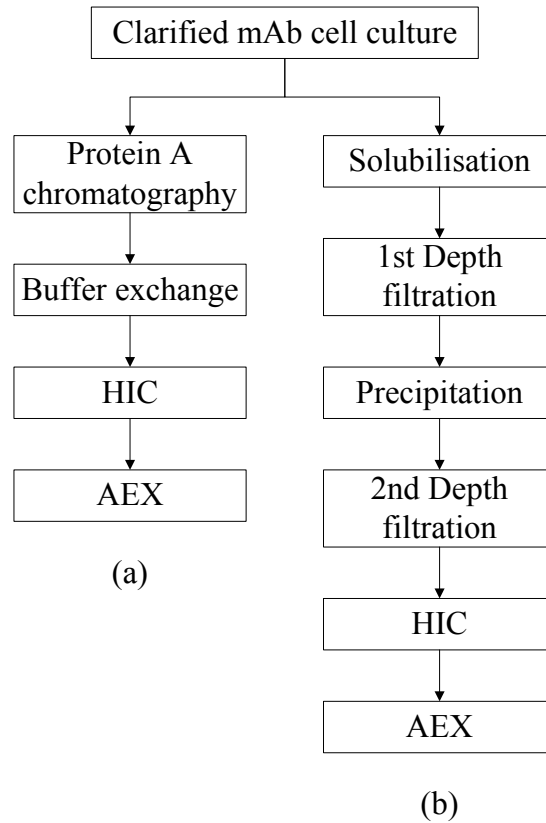 Clarified mAb cell culture
Protein A
chromatography
Buffer exchange
HIC
AEX
(a)
Solubilisation
1st Depth
filtration
Precipitation
2nd Depth
filtration
HIC
AEX
(b)